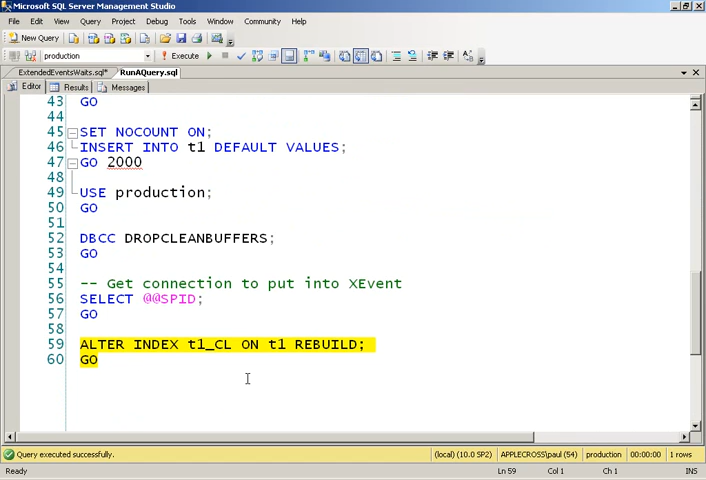 Microsoft SQL Server Management Studio
File Edit View Query Project Debug Tools Window Community Help
New Query
production Execute
ExtendedEventsWaits.sql* RunAQuery.sql
Editor Results Messages
43 GO
44
45 SET NOCOUNT ON;
46 INSERT INTO t1 DEFAULT VALUES;
47 GO 2000
48
49 USE production;
50 GO
51
52 DBCC DROPCLEANBUFFERS;
53 GO
54
55 -- Get connection to put into XEvent
56 SELECT @@SPID;
57 GO
58
59 ALTER INDEX t1_CL ON t1 REBUILD;
60 GO
Query executed successfully. (local) (10.0 SP2) APPLECROSS\paul (54) production 00:00:00 1 rows
Ready Ln 59 Col 1 Ch 1 INS